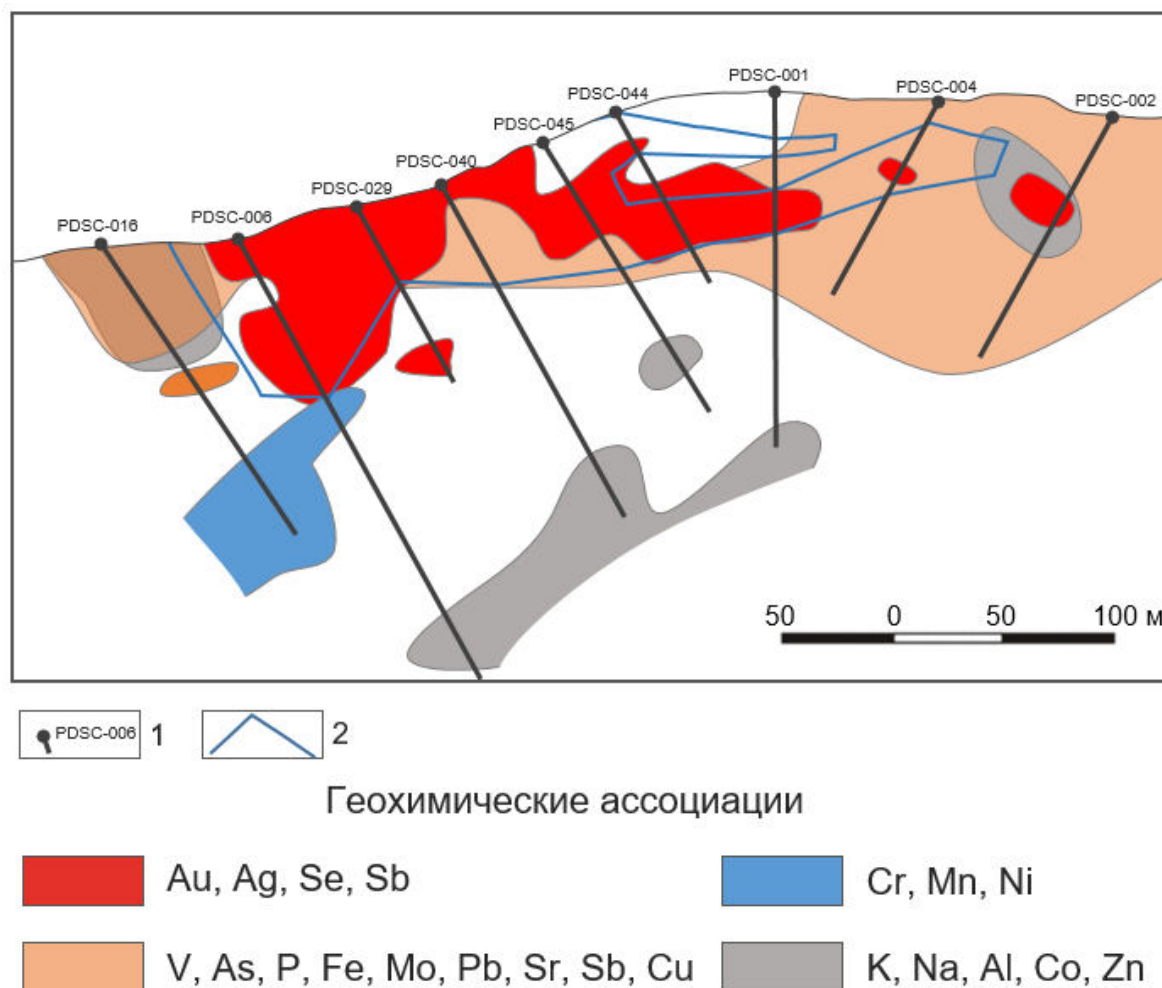 PDSC-001
PDSC-044
PDSC-004
PDSC-002
PDSC-045
PDSC-040
PDSC-029
PDSC-016
PDSC-006
50 0 50 100 м
PDSC-006 1
2
Геохимические ассоциации
Au, Ag, Se, Sb
Cr, Mn, Ni
V, As, P, Fe, Mo, Pb, Sr, Sb, Cu
K, Na, Al, Co, Zn